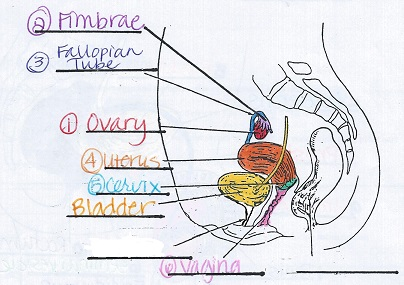 ② Fimbrae
③ Fallopian
Tube
① Ovary
④ Uterus
⑤ Cervix
Bladder
⑥ Vagina